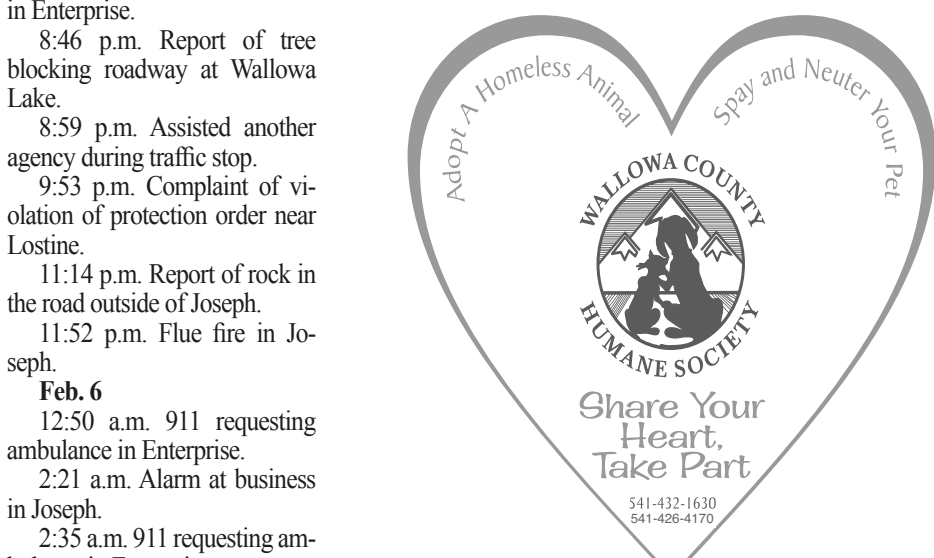 in Enterprise.
8:46 p.m. Report of tree
blocking roadway at Wallowa
Lake.
8:59 p.m. Assisted another
agency during traffic stop.
9:53 p.m. Complaint of vi-
olation of protection order near
Lostine.
11:14 p.m. Report of rock in
the road outside of Joseph.
11:52 p.m. Flue fire in Jo-
seph.
Feb. 6
12:50 a.m. 911 requesting
ambulance in Enterprise.
2:21 a.m. Alarm at business
in Joseph.
2:35 a.m. 911 requesting am-
Adopt A Homeless Animal
Spay and Neuter Your Pet
WALLOWA COUNTY
HUMANE SOCIETY
Share Your
Heart,
Take Part
541-432-1630
541-426-4170